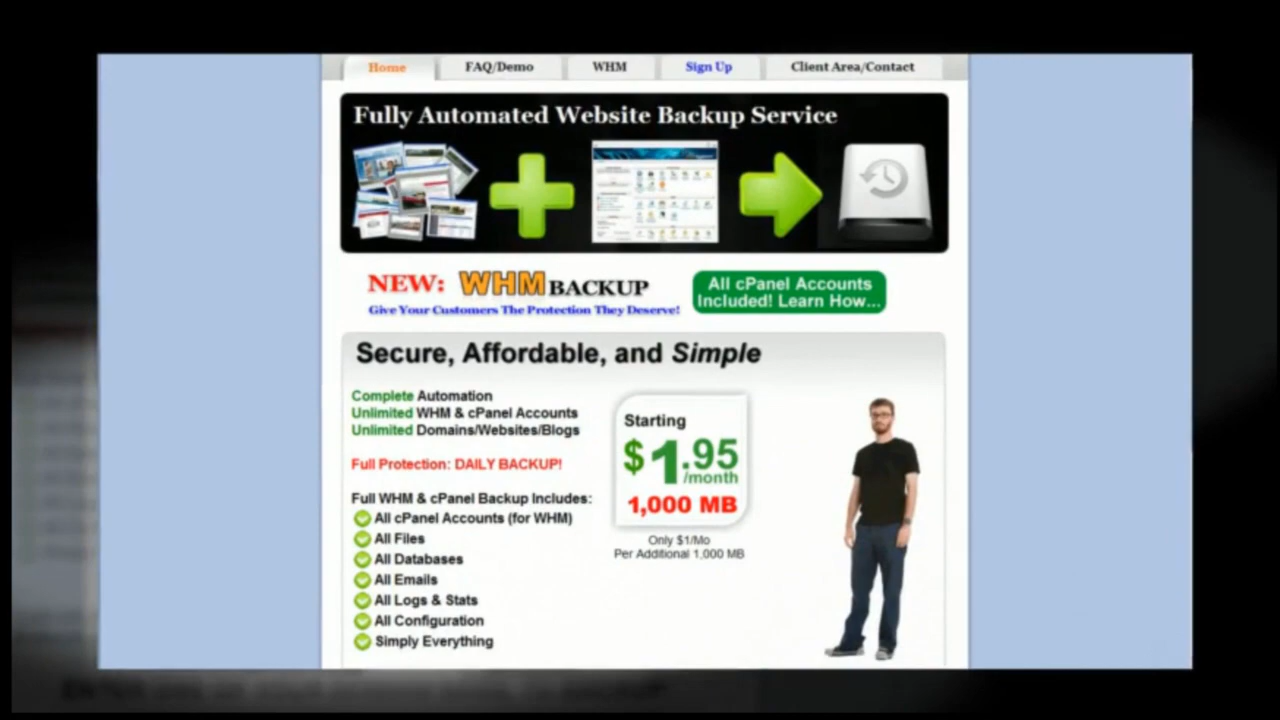 Home
FAQ/Demo
WHM
Sign Up
Client Area/Contact
Fully Automated Website Backup Service
NEW: WHM BACKUP
Give Your Customers The Protection They Deserve!
All cPanel Accounts
Included! Learn How...
Secure, Affordable, and Simple
Complete Automation
Unlimited WHM & cPanel Accounts
Unlimited Domains/Websites/Blogs
Full Protection: DAILY BACKUP!
Full WHM & cPanel Backup Includes:
All cPanel Accounts (for WHM)
All Files
All Databases
All Emails
All Logs & Stats
All Configuration
Simply Everything
Starting
$1.95
/month
1,000 MB
Only $1/Mo
Per Additional 1,000 MB